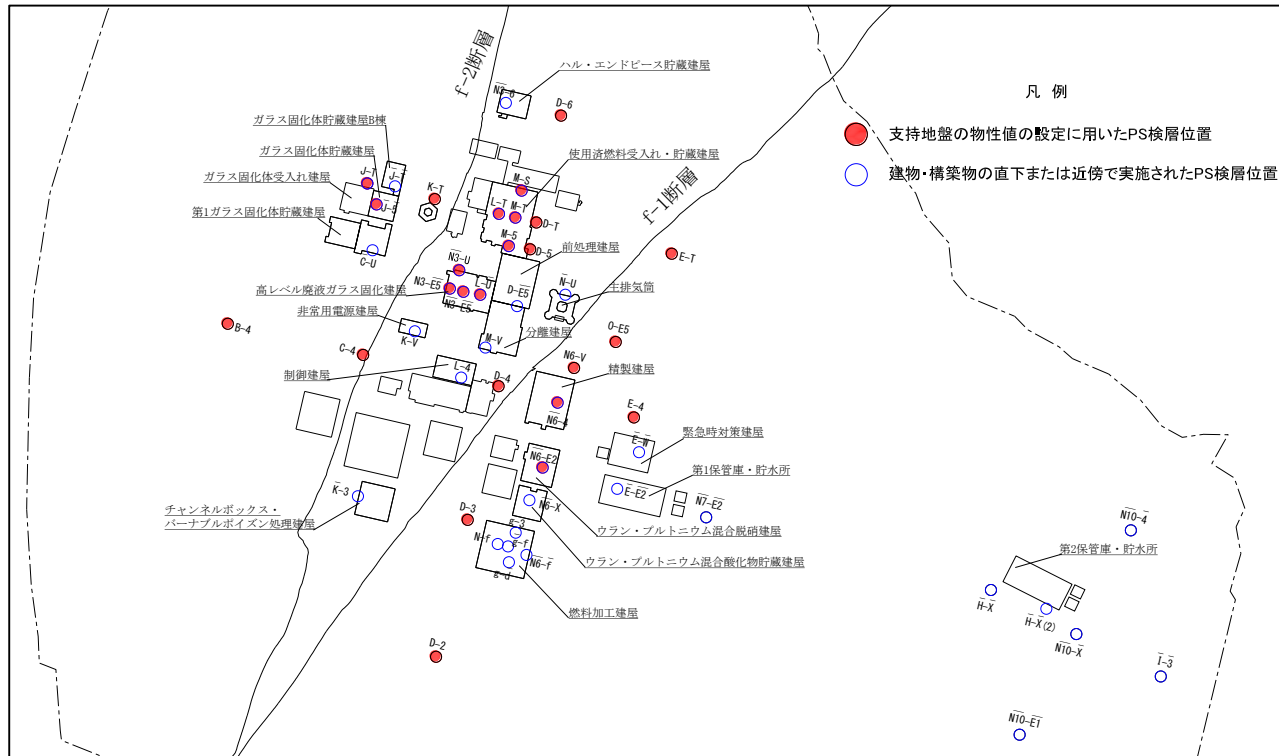 f-2断層
ハル・エンドピース貯蔵建屋
凡 例
N3-6
D-6
支持地盤の物性値の設定に用いたPS検層位置
ガラス固化体貯蔵建屋B棟
使用済燃料受入れ・貯蔵建屋
ガラス固化体貯蔵建屋
建物・構築物の直下または近傍で実施されたPS検層位置
J-T
J-T
ガラス固化体受入れ建屋
K-T
M-S
f-1断層
J-5
L-T
M-T
第1ガラス固化体貯蔵建屋
D-T
M-5
D-5
前処理建屋
C-U
E-T
N3-U
N3-E5
L-U
N-U
高レベル廃液ガラス固化建屋
N3-E5
D-E5
主排気筒
非常用電源建屋
B-4
K-V
M-V
分離建屋
O-E5
C-4
N6-V
L-4
D-4
制御建屋
精製建屋
N6-4
E-4
E-W
緊急時対策建屋
N6-E2
第1保管庫・貯水所
K-3
E-E2
チャンネルボックス・
バーナブルポイズン処理建屋
D-3
N6-X
N7-E2
N10-4
g-3
ウラン・プルトニウム混合脱硝建屋
N-f
g-f
第2保管庫・貯水所
N6-f
ウラン・プルトニウム混合酸化物貯蔵建屋
g-d
H-X
燃料加工建屋
H-X(2)
N10-X
D-2
I-3
N10-E1